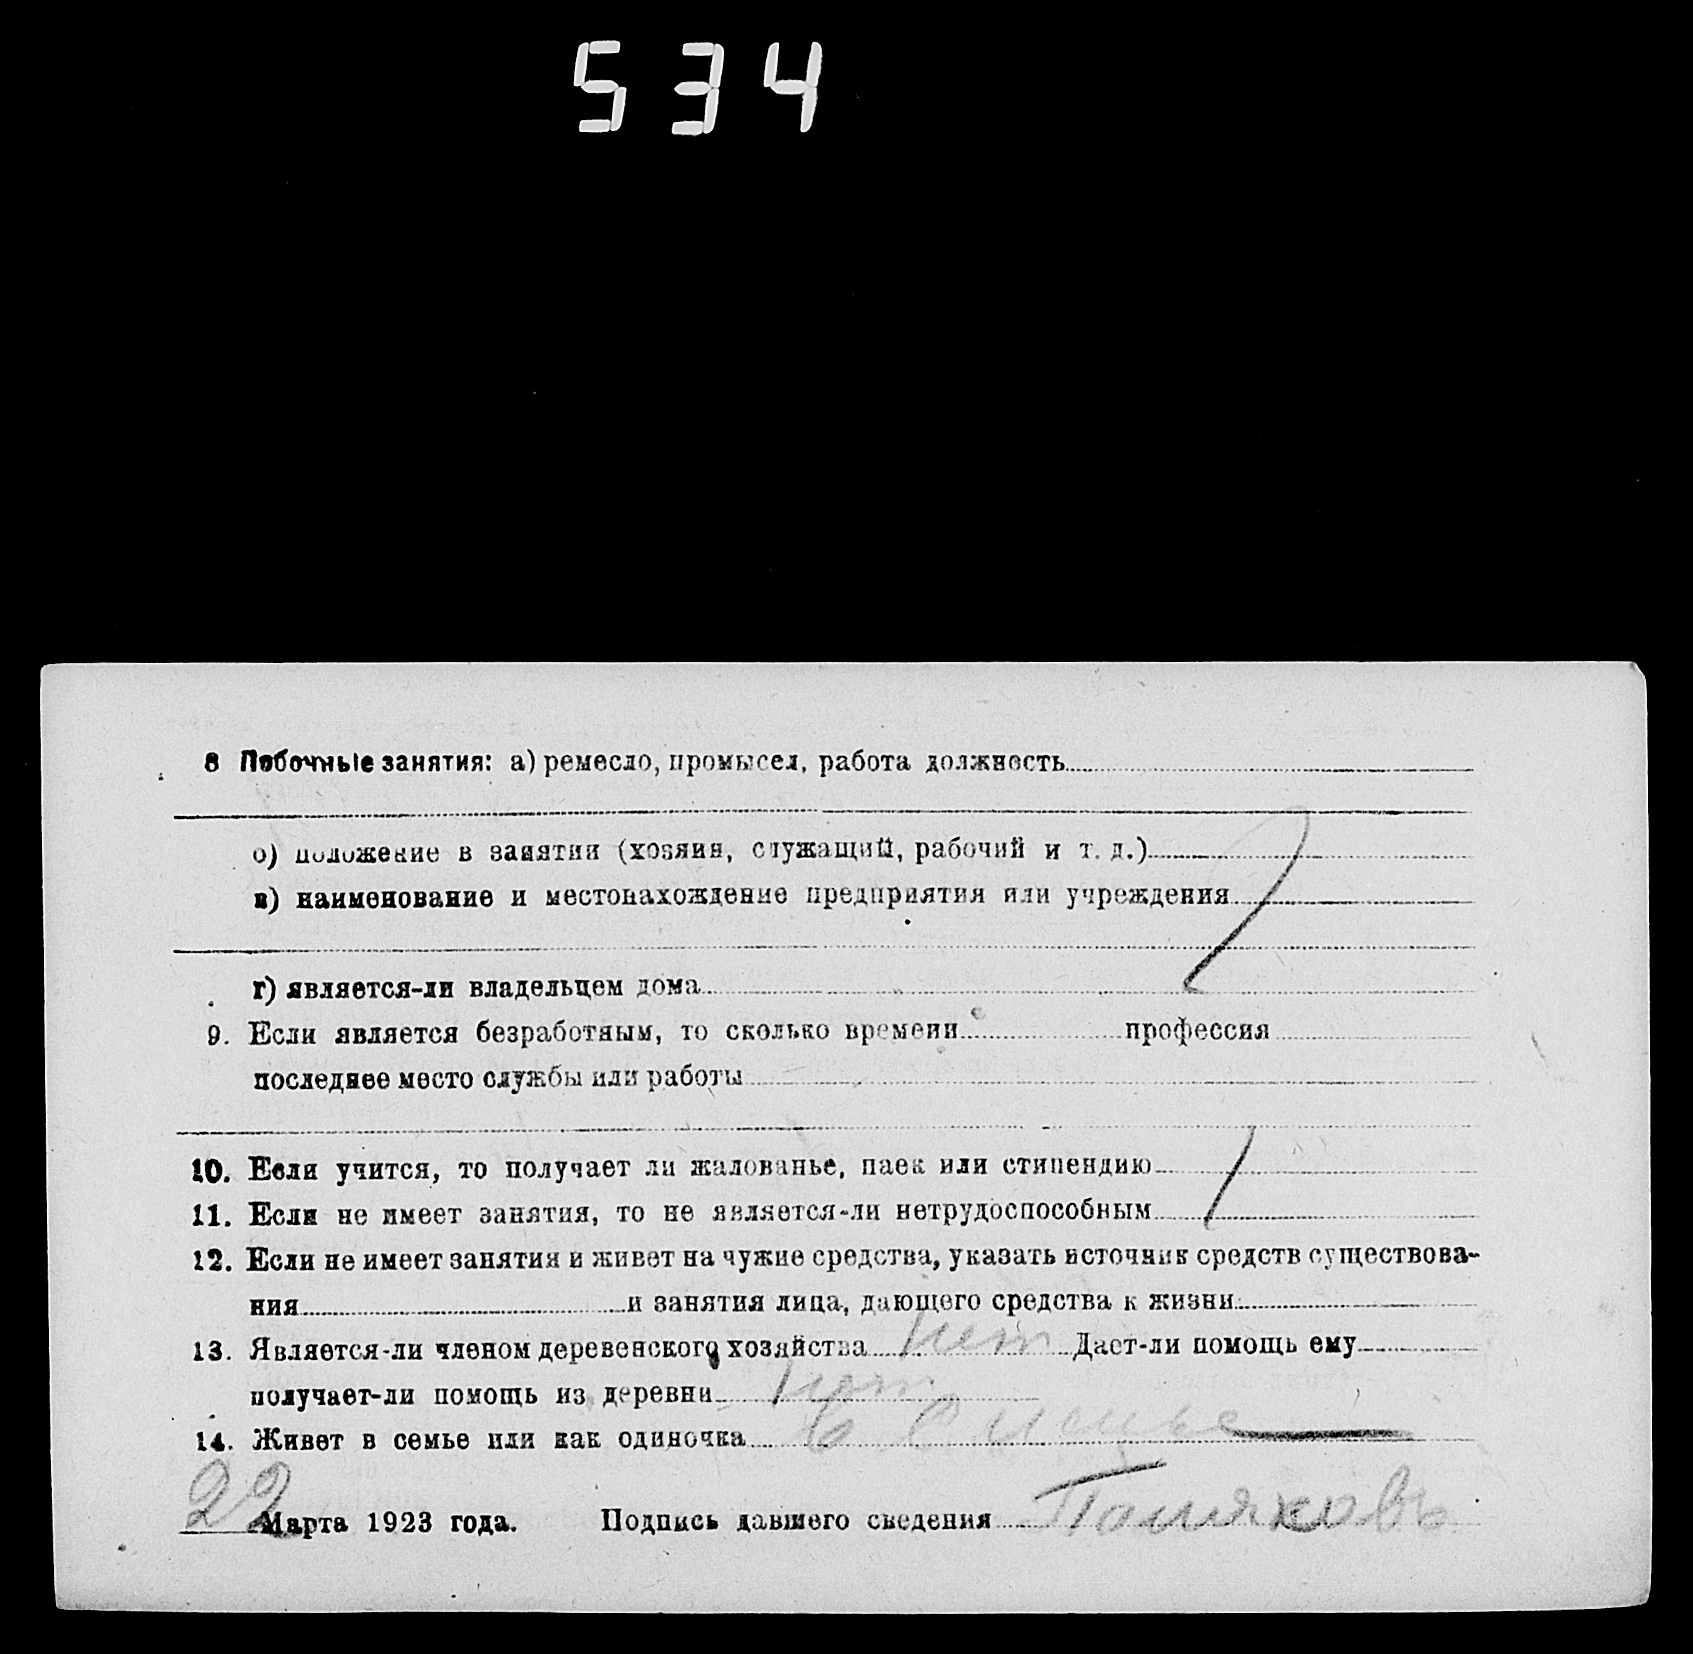 534
8 Побочные занятия: а) ремесло, промысел, работа должность
о) положение в занятии (хозяин, служащий, рабочий и т. д.)
в) наименование и местонахождение предприятия или учреждения
г) является-ли владельцем дома
9. Если является безработным, то сколько времени профессия
последнее место службы или работы
10. Если учится, то получает ли жалованье, паек или стипендию
11. Если не имеет занятия, то не является-ли нетрудоспособным
12. Если не имеет занятия и живет на чужие средства, указать источник средств существова-
ния и занятия лица, дающего средства к жизни
13. Является-ли членом деревенского хозяйства нет Дает-ли помощь ему
получает-ли помощь из деревни нет
14. Живет в семье или как одиночка в семье
22 Марта 1923 года. Подпись давшего сведения